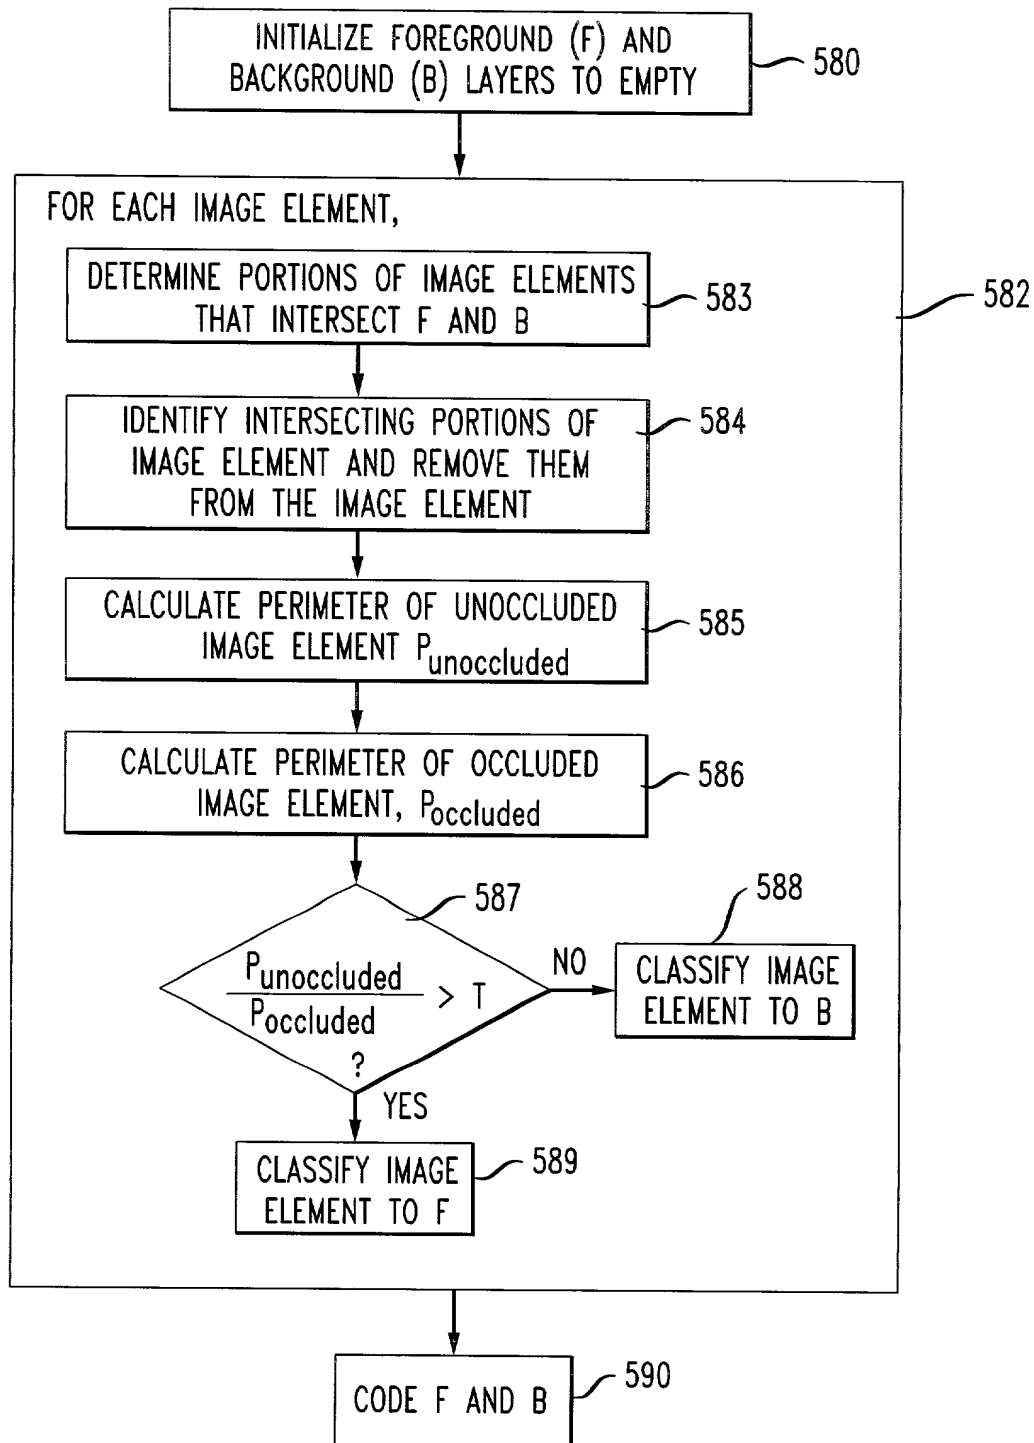 INITIALIZE FOREGROUND (F) AND
BACKGROUND (B) LAYERS TO EMPTY
580
FOR EACH IMAGE ELEMENT,
582
DETERMINE PORTIONS OF IMAGE ELEMENTS
THAT INTERSECT F AND B
583
IDENTIFY INTERSECTING PORTIONS OF
IMAGE ELEMENT AND REMOVE THEM
FROM THE IMAGE ELEMENT
584
CALCULATE PERIMETER OF UNOCCLUDED
IMAGE ELEMENT Punoccluded
585
CALCULATE PERIMETER OF OCCLUDED
IMAGE ELEMENT, Poccluded
586
587
Punoccluded
Poccluded
> T
?
NO
588
CLASSIFY IMAGE
ELEMENT TO B
YES
589
CLASSIFY IMAGE
ELEMENT TO F
CODE F AND B
590